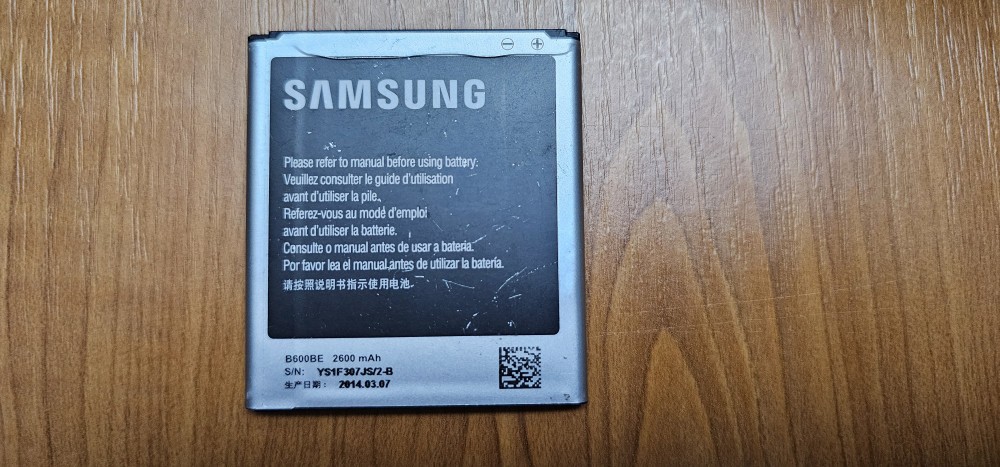 SAMSUNG
Please refer to manual before using battery.
Veuillez consulter le guide d'utilisation
avant d'utiliser la pile.
Referez-vous au mode d'emploi
avant d'utiliser la batterie.
Consulte o manual antes de usar a bateria.
Por favor lea el manual antes de utilizar la batería.
请按照说明书指示使用电池
B600BE 2600 mAh
S/N: YS1F307JS/2-B
生产日期: 2014.03.07